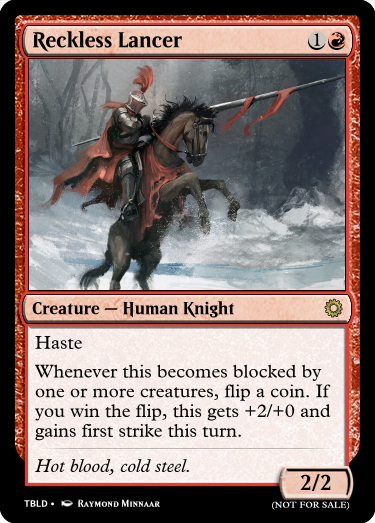 Reckless Lancer 1
Creature — Human Knight
Haste
Whenever this becomes blocked by
one or more creatures, flip a coin. If
you win the flip, this gets +2/+0 and
gains first strike this turn.
Hot blood, cold steel.
2/2
TBLD • Raymond Minnaar
(NOT FOR SALE)